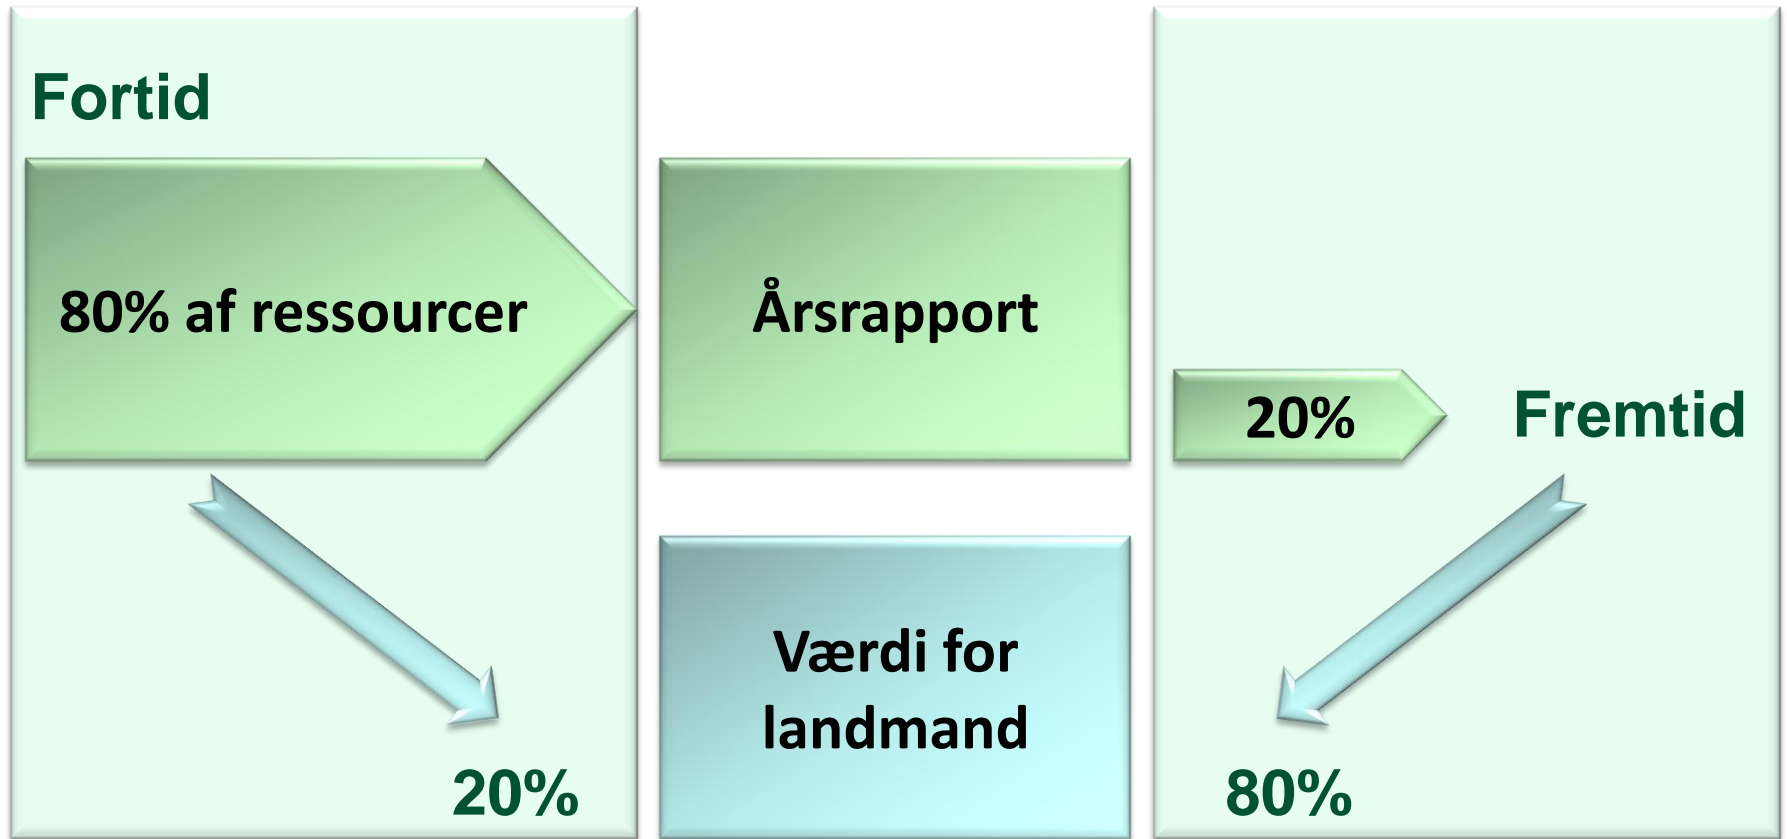 Fortid
80% af ressourcer
Årsrapport
20%
Fremtid
Værdi for
landmand
20%
80%